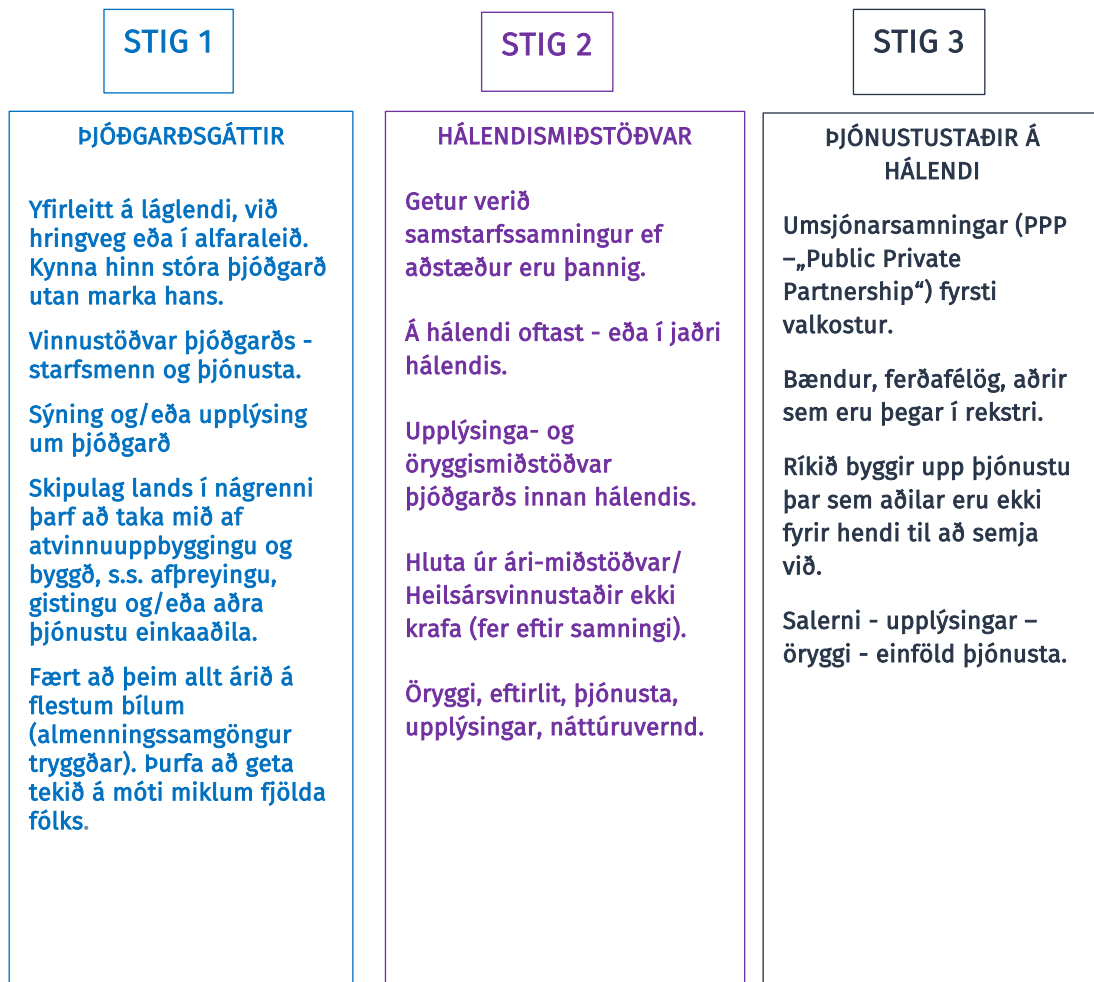 STIG 1
ÞJÓÐGARÐSGÁTTIR
Yfirleitt á láglendi, við
hringveg eða í alfaraleið.
Kynna hinn stóra þjóðgarð
utan marka hans.
Vinnustöðvar þjóðgarðs -
starfsmenn og þjónusta.
Sýning og/eða upplýsing
um þjóðgarð
Skipulag lands í nágrenni
þarf að taka mið af
atvinnuuppbyggingu og
byggð, s.s. afþreyingu,
gistingu og/eða aðra
þjónustu einkaaðila.
Fært að þeim allt árið á
flestum bílum
(almenningssamgöngur
tryggðar). Þurfa að geta
tekið á móti miklum fjölda
fólks.
STIG 2
HÁLENDISMIÐSTÖÐVAR
Getur verið
samstarfssamningur ef
aðstæður eru þannig.
Á hálendi oftast - eða í jaðri
hálendis.
Upplýsinga- og
öryggismiðstöðvar
þjóðgarðs innan hálendis.
Hluta úr ári-miðstöðvar/
Heilsársvinnustaðir ekki
krafa (fer eftir samningi).
Öryggi, eftirlit, þjónusta,
upplýsingar, náttúruvernd.
STIG 3
ÞJÓNUSTUSTAÐIR Á
HÁLENDI
Umsjónarsamningar (PPP
–„Public Private
Partnership“) fyrsti
valkostur.
Bændur, ferðafélög, aðrir
sem eru þegar í rekstri.
Ríkið byggir upp þjónustu
þar sem aðilar eru ekki
fyrir hendi til að semja
við.
Salerni - upplýsingar –
öryggi - einföld þjónusta.